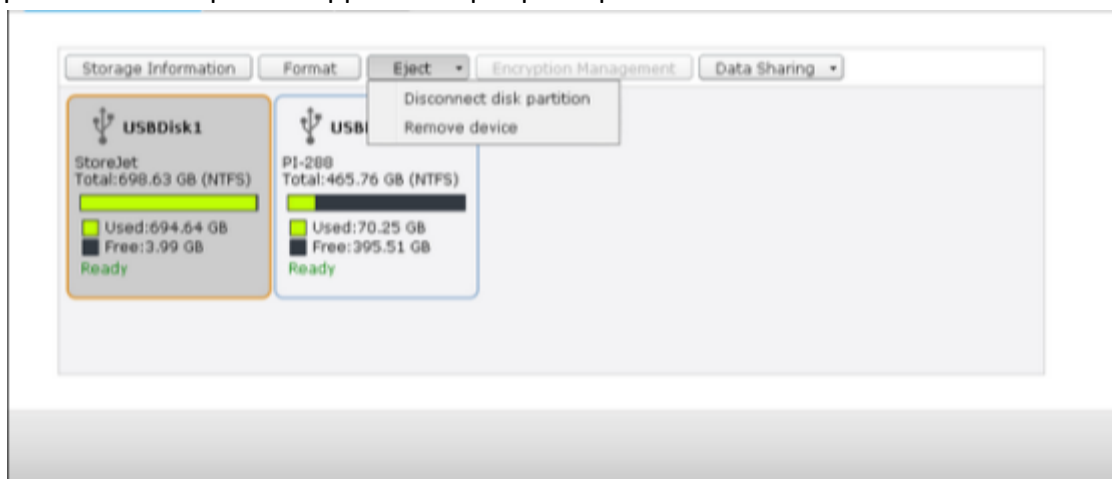 Storage Information Format Eject Encryption Management Data Sharing
Disconnect disk partition
Remove device
USBDisk1
StoreJet
Total:698.63 GB (NTFS)
Used:694.64 GB
Free:3.99 GB
Ready
PI-288
Total:465.76 GB (NTFS)
Used:70.25 GB
Free:395.51 GB
Ready